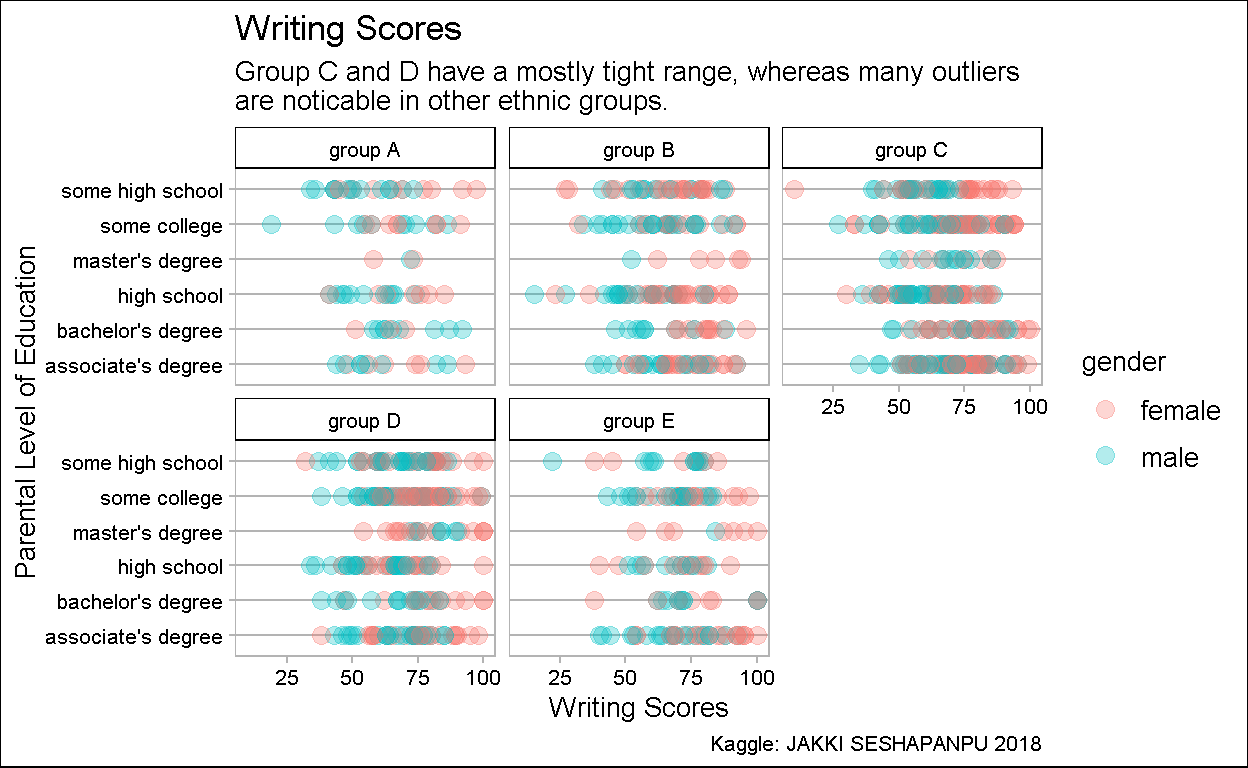 Writing Scores
Group C and D have a mostly tight range, whereas many outliers
are noticable in other ethnic groups.
group A
group B
group C
some high school
some college
master's degree
high school
bachelor's degree
associate's degree
25 50 75 100
group D
group E
some high school
some college
master's degree
high school
bachelor's degree
associate's degree
25 50 75 100
25 50 75 100
Parental Level of Education
Writing Scores
gender
female
male
Kaggle: JAKKI SESHAPANPU 2018